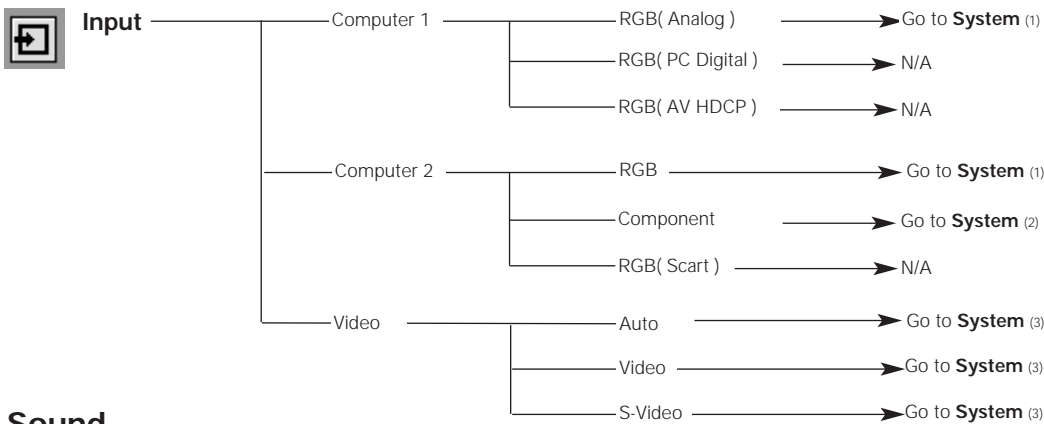 Input
Computer 1
RGB( Analog )
Go to System (1)
RGB( PC Digital )
N/A
RGB( AV HDCP )
N/A
Computer 2
RGB
Go to System (1)
Component
Go to System (2)
RGB( Scart )
N/A
Video
Auto
Go to System (3)
Video
Go to System (3)
S-Video
Go to System (3)
Sound